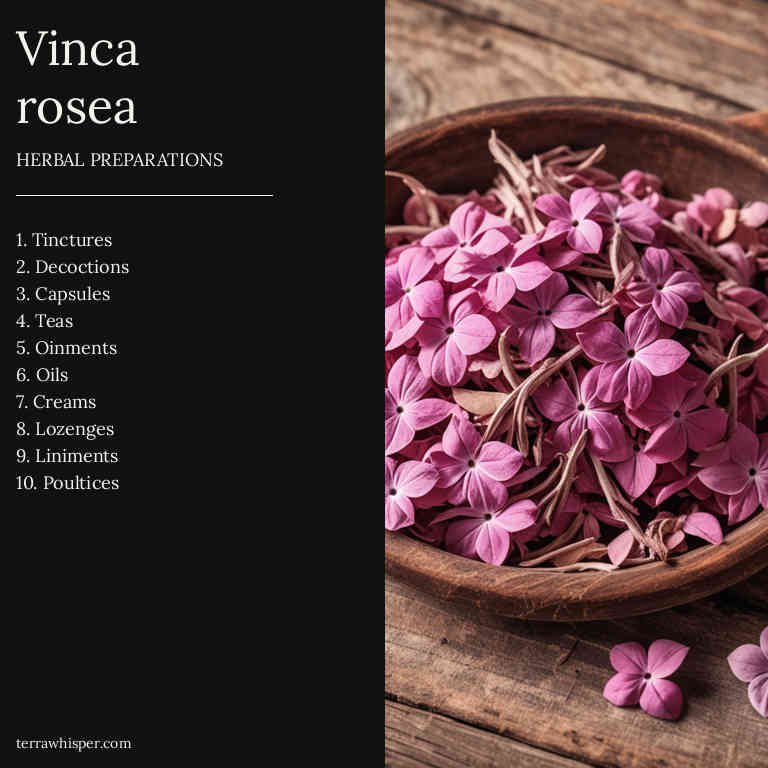 Vinca
rosea
HERBAL PREPARATIONS
1. Tinctures
2. Decoctions
3. Capsules
4. Teas
5. Oinments
6. Oils
7. Creams
8. Lozenges
9. Liniments
10. Poultices
terrawhisper.com